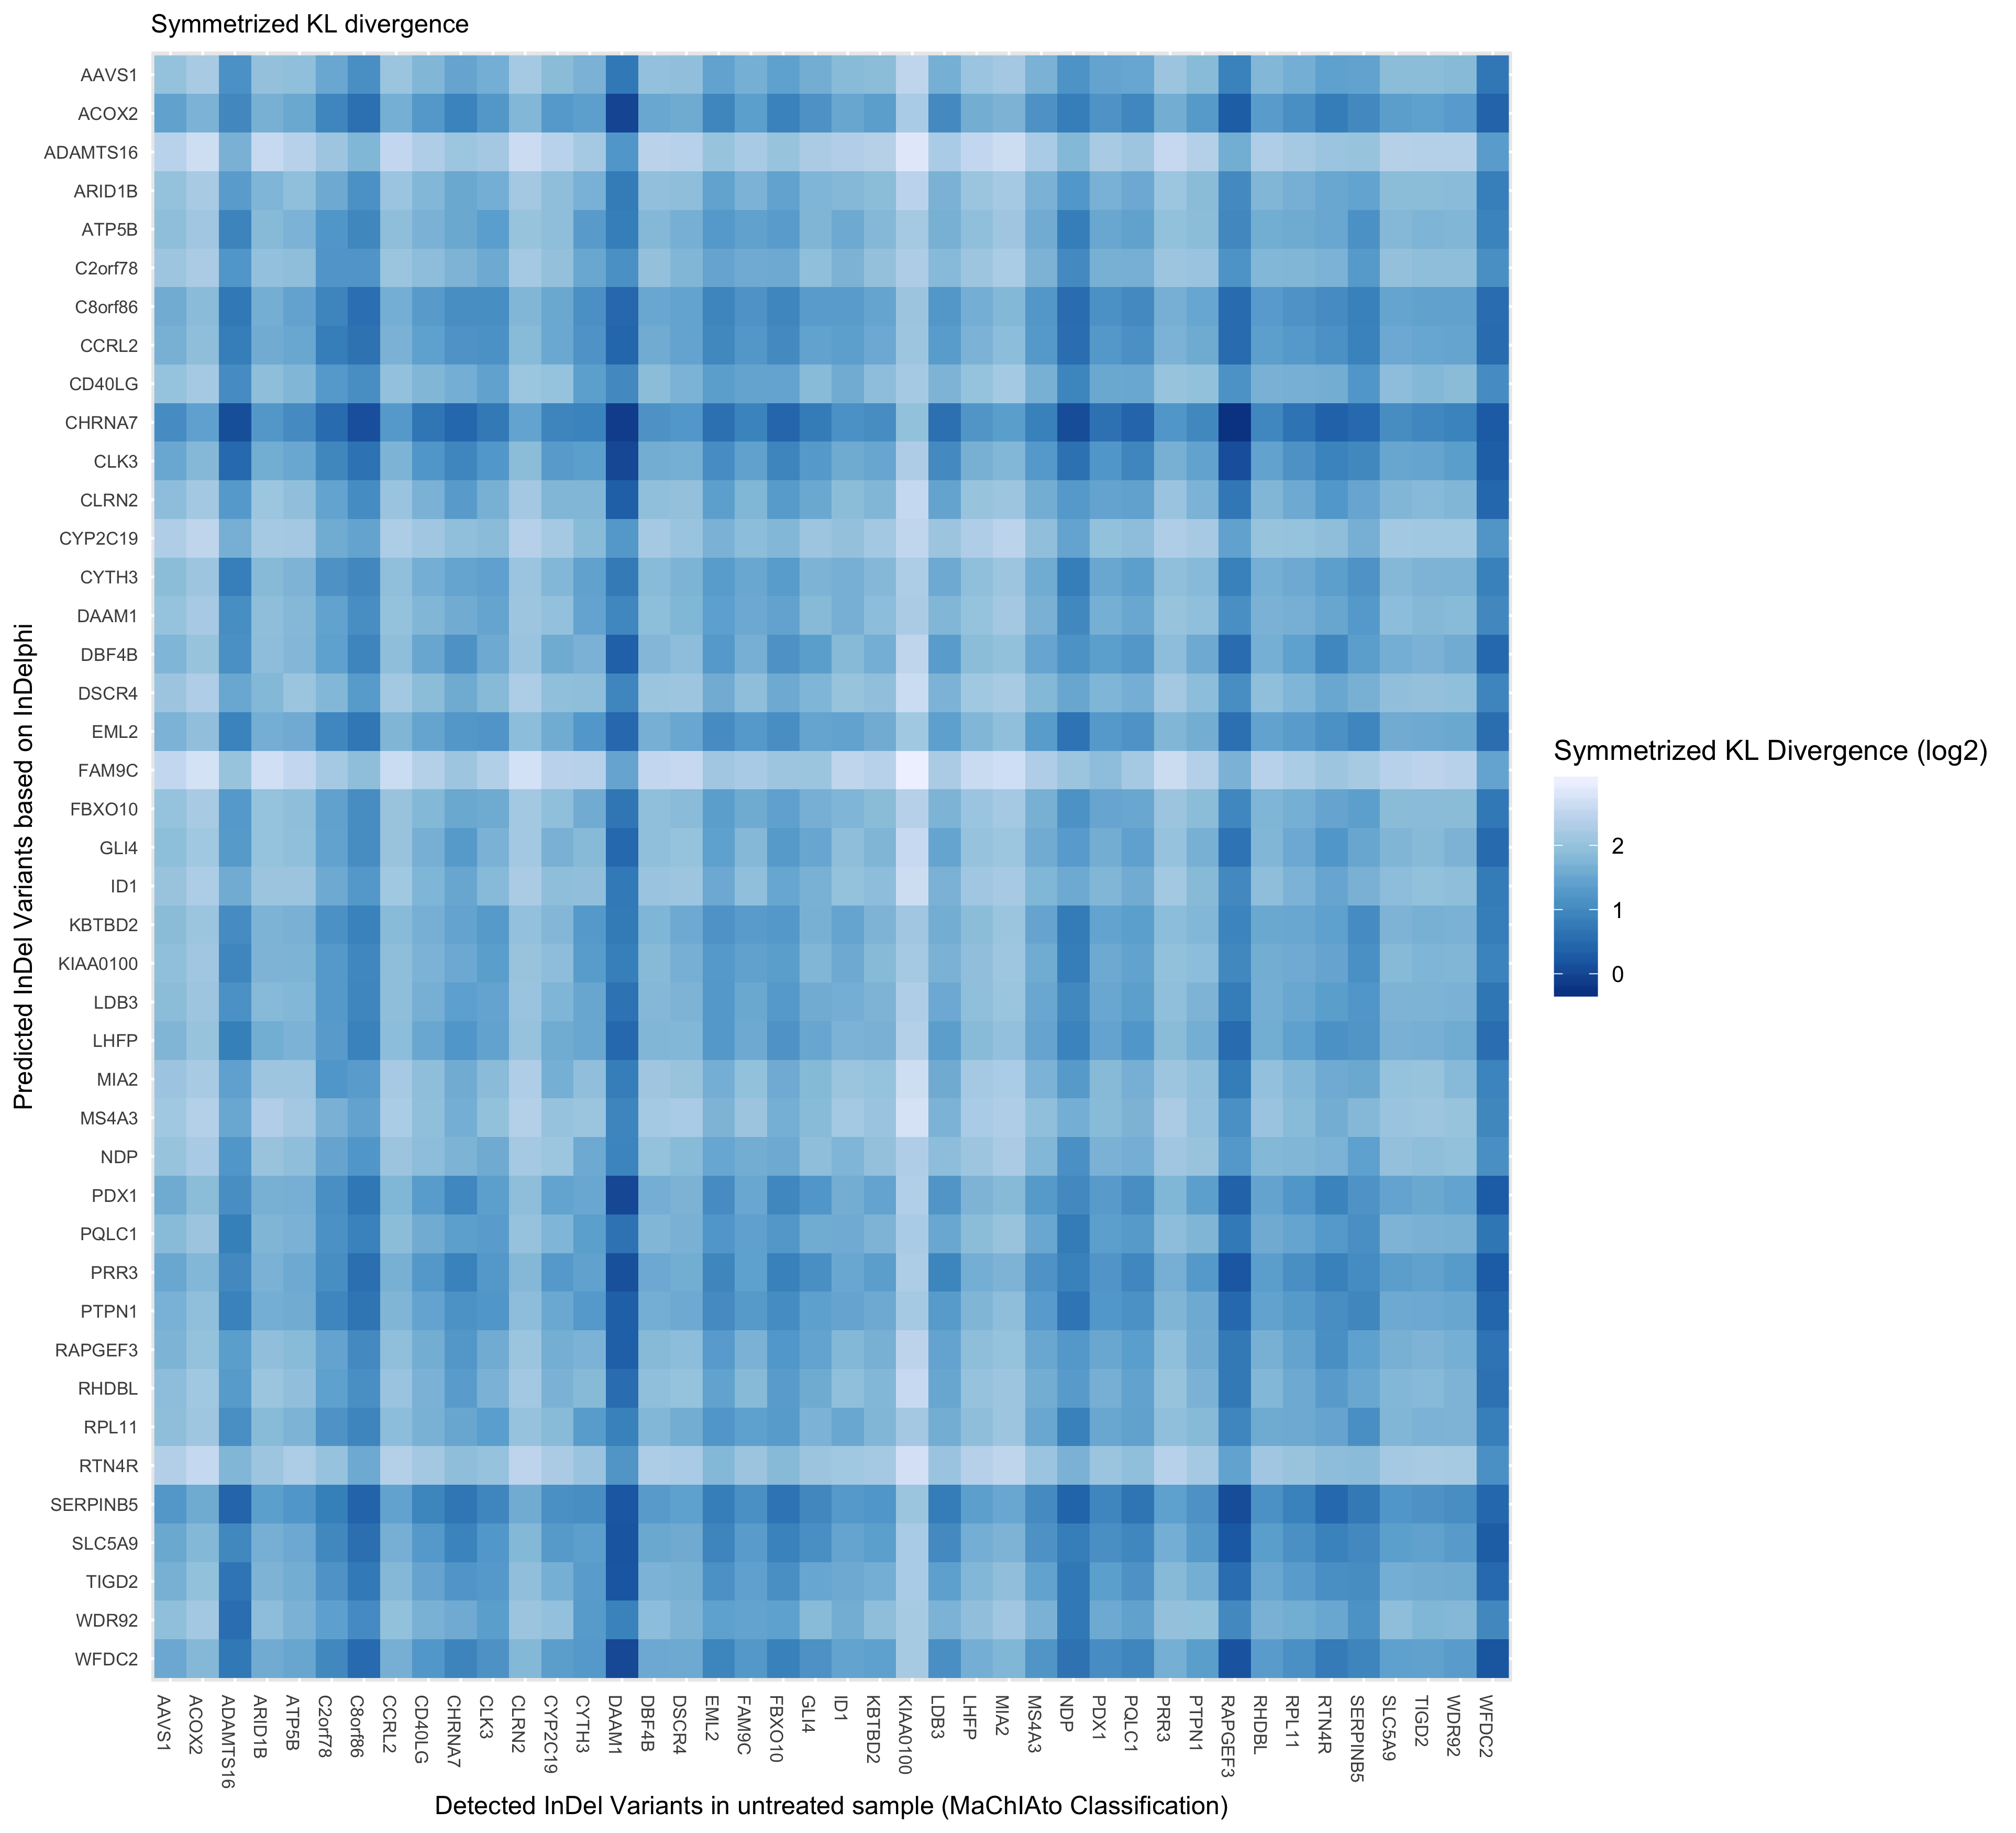 Symmetrized KL divergence
Predicted InDel Variants based on InDelphi
AAVS1
ACOX2
ADAMTS16
ARID1B
ATP5B
C2orf78
C8orf86
CCRL2
CD40LG
CHRNA7
CLK3
CLRN2
CYP2C19
CYTH3
DAAM1
DBF4B
DSCR4
EML2
FAM9C
FBXO10
GLI4
ID1
KBTBD2
KIAA0100
LDB3
LHFP
MIA2
MS4A3
NDP
PDX1
PQLC1
PRR3
PTPN1
RAPGEF3
RHDBL
RPL11
RTN4R
SERPINB5
SLC5A9
TIGD2
WDR92
WFDC2
AAVS1
ACOX2
ADAMTS16
ARID1B
ATP5B
C2orf78
C8orf86
CCRL2
CD40LG
CHRNA7
CLK3
CLRN2
CYP2C19
CYTH3
DAAM1
DBF4B
DSCR4
EML2
FAM9C
FBXO10
GLI4
ID1
KBTBD2
KIAA0100
LDB3
LHFP
MIA2
MS4A3
NDP
PDX1
PQLC1
PRR3
PTPN1
RAPGEF3
RHDBL
RPL11
RTN4R
SERPINB5
SLC5A9
TIGD2
WDR92
WFDC2
Detected InDel Variants in untreated sample (MaChIAto Classification)
Symmetrized KL Divergence (log2)
2
1
0